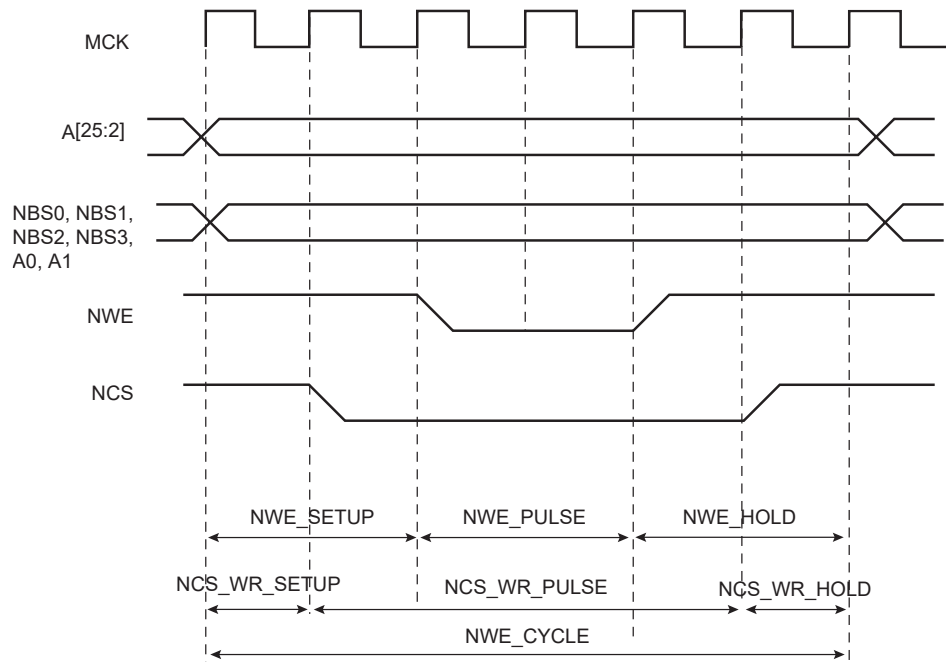 MCK
A[25:2]
NBS0, NBS1,
NBS2, NBS3,
A0, A1
NWE
NCS
NWE_SETUP
NWE_PULSE
NWE_HOLD
NCS_WR_SETUP
NCS_WR_PULSE
NCS_WR_HOLD
NWE_CYCLE